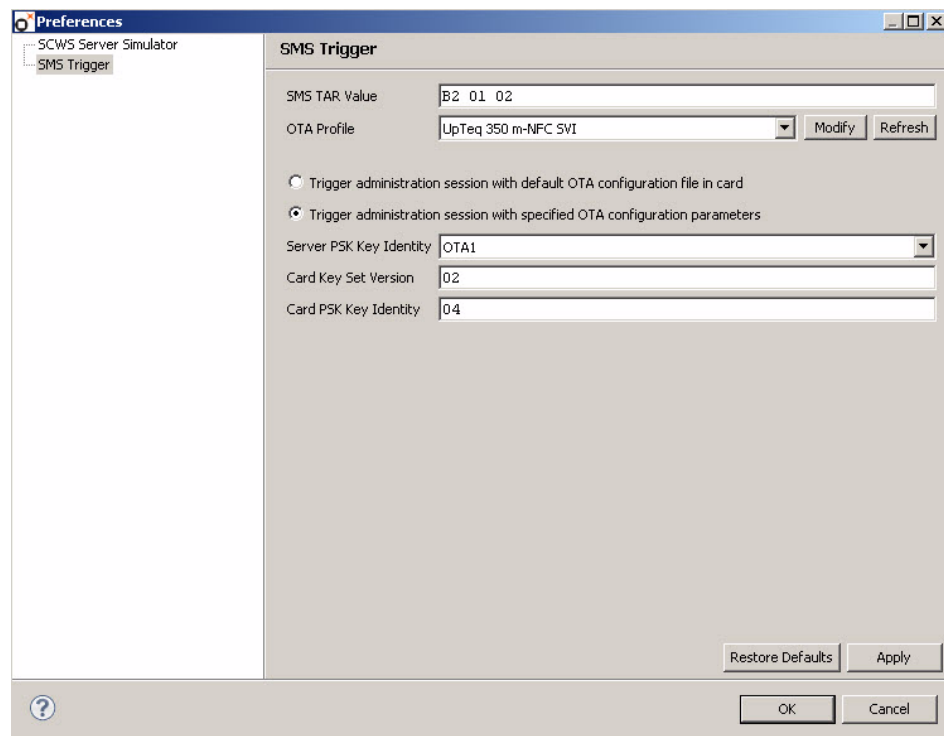 Preferences
SCWS Server Simulator
SMS Trigger
SMS Trigger
SMS TAR Value B2 01 02
OTA Profile UpTeq 350 m-NFC SVI Modify Refresh
Trigger administration session with default OTA configuration file in card
Trigger administration session with specified OTA configuration parameters
Server PSK Key Identity OTA1
Card Key Set Version 02
Card PSK Key Identity 04
Restore Defaults Apply
? OK Cancel